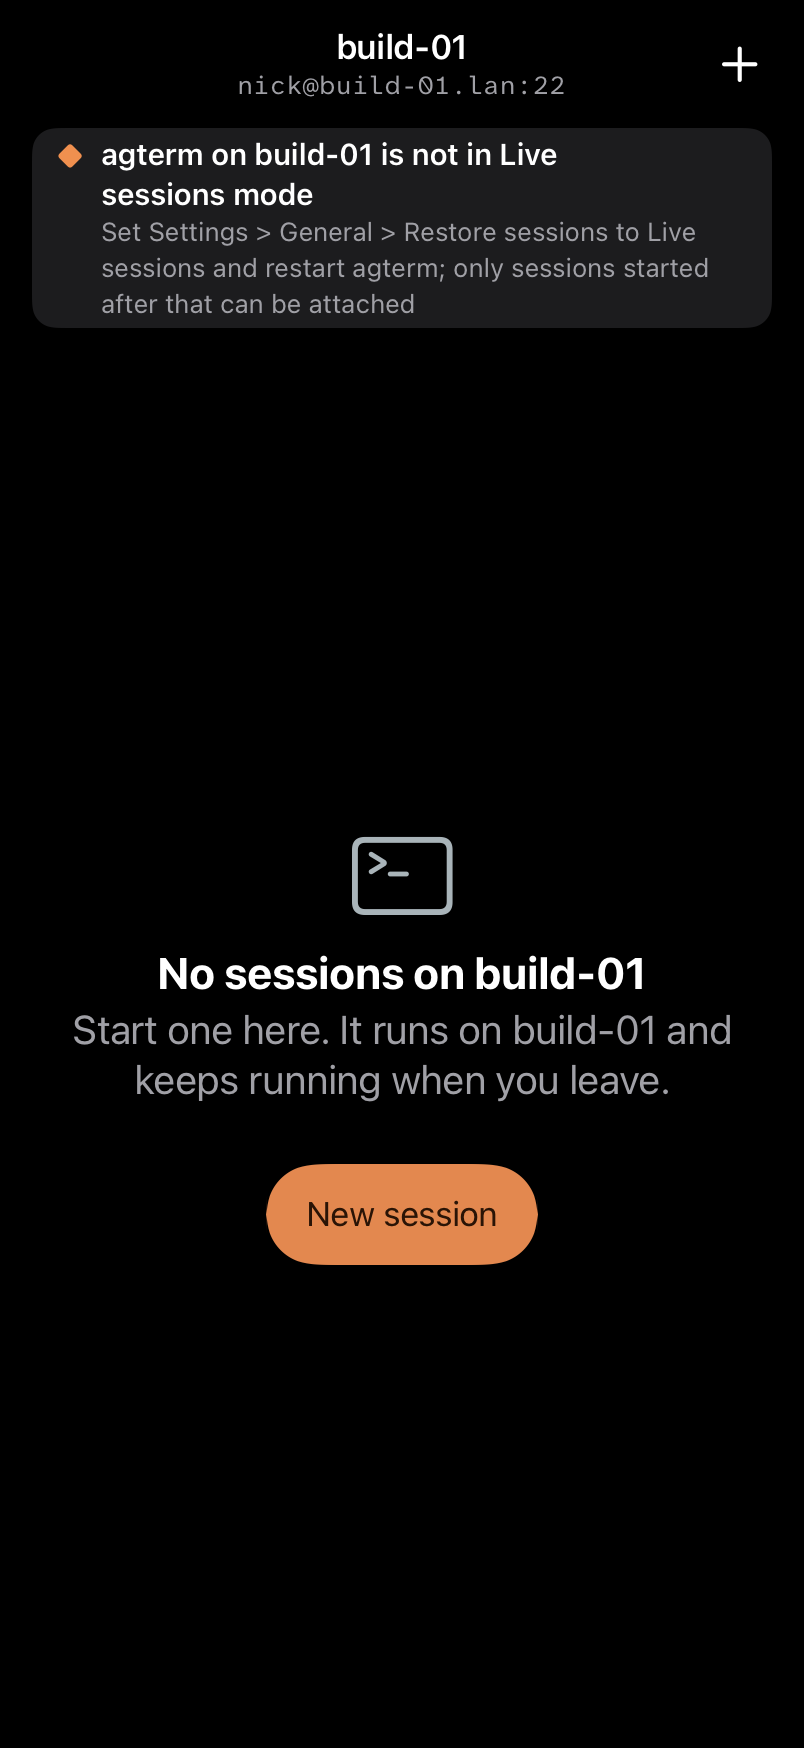 build-01
nick@build-01.lan:22
agterm on build-01 is not in Live
sessions mode
Set Settings > General > Restore sessions to Live
sessions and restart agterm; only sessions started
after that can be attached
>_
No sessions on build-01
Start one here. It runs on build-01 and
keeps running when you leave.
New session